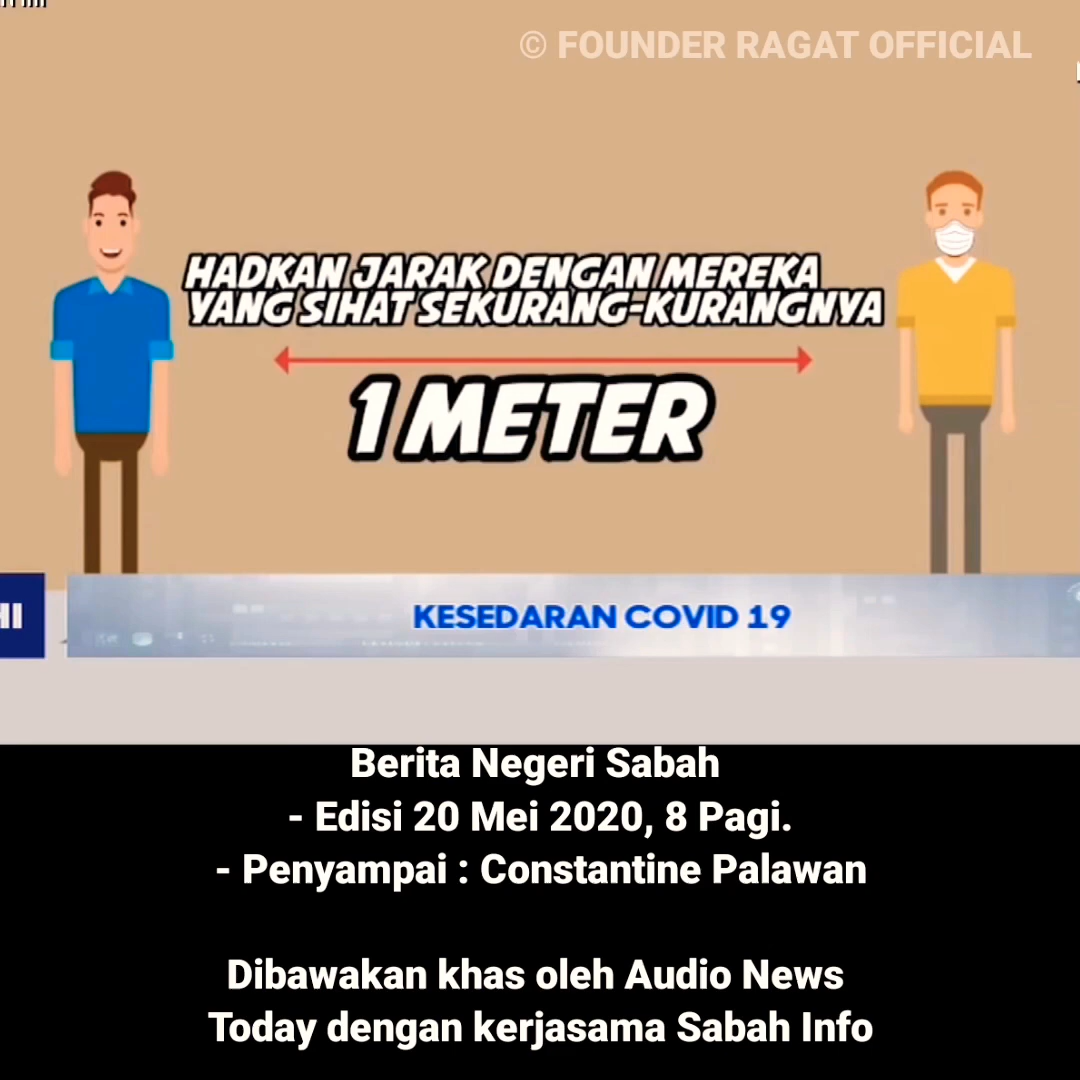 © FOUNDER RAGAT OFFICIAL
HADKAN JARAK DENGAN MEREKA
YANG SIHAT SEKURANG-KURANGNYA
1 METER
HI
KESEDARAN COVID 19
Berita Negeri Sabah
- Edisi 20 Mei 2020, 8 Pagi.
- Penyampai : Constantine Palawan
Dibawakan khas oleh Audio News
Today dengan kerjasama Sabah Info